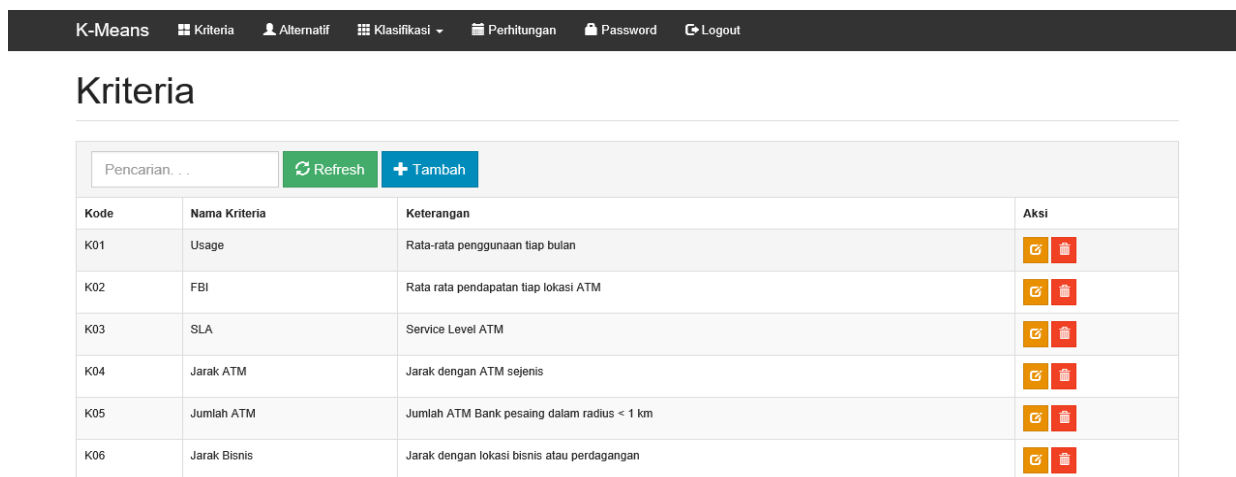 K-Means Kriteria Alternatif Klasifikasi Perhitungan Password Logout
Kriteria
Pencarian. . . Refresh Tambah
Kode Nama Kriteria Keterangan Aksi
K01 Usage Rata-rata penggunaan tiap bulan
K02 FBI Rata rata pendapatan tiap lokasi ATM
K03 SLA Service Level ATM
K04 Jarak ATM Jarak dengan ATM sejenis
K05 Jumlah ATM Jumlah ATM Bank pesaing dalam radius < 1 km
K06 Jarak Bisnis Jarak dengan lokasi bisnis atau perdagangan